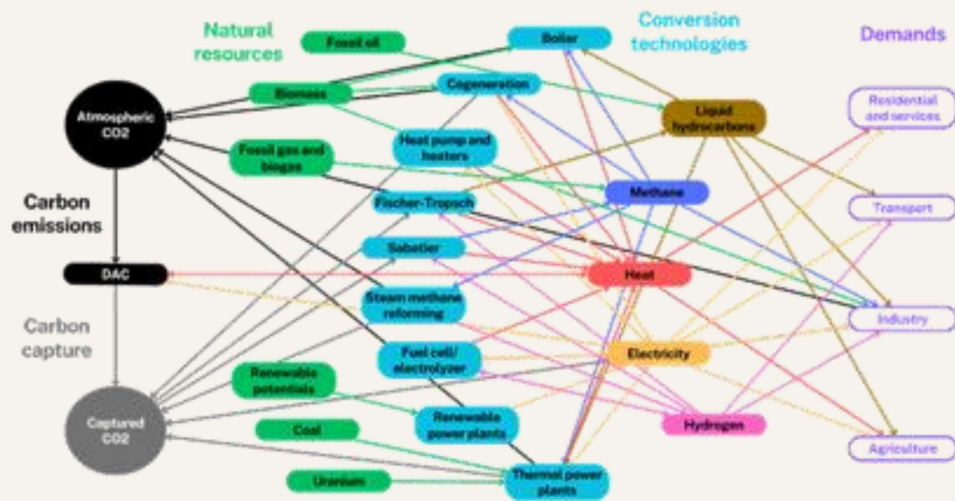 Natural
resources
Conversion
technologies
Demands
Fossil oil
Boiler
Biomass
Cogeneration
Atmospheric
CO2
Liquid
hydrocarbons
Residential
and services
Heat pump and
heaters
Fossil gas and
biogas
Methane
Fischer-Tropsch
Transport
Carbon
emissions
Sabatier
DAC
Heat
Steam methane
reforming
Industry
Carbon
capture
Fuel cell/
electrolyzer
Electricity
Renewable
potentials
Captured
CO2
Renewable
power plants
Hydrogen
Coal
Agriculture
Uranium
Thermal power
plants